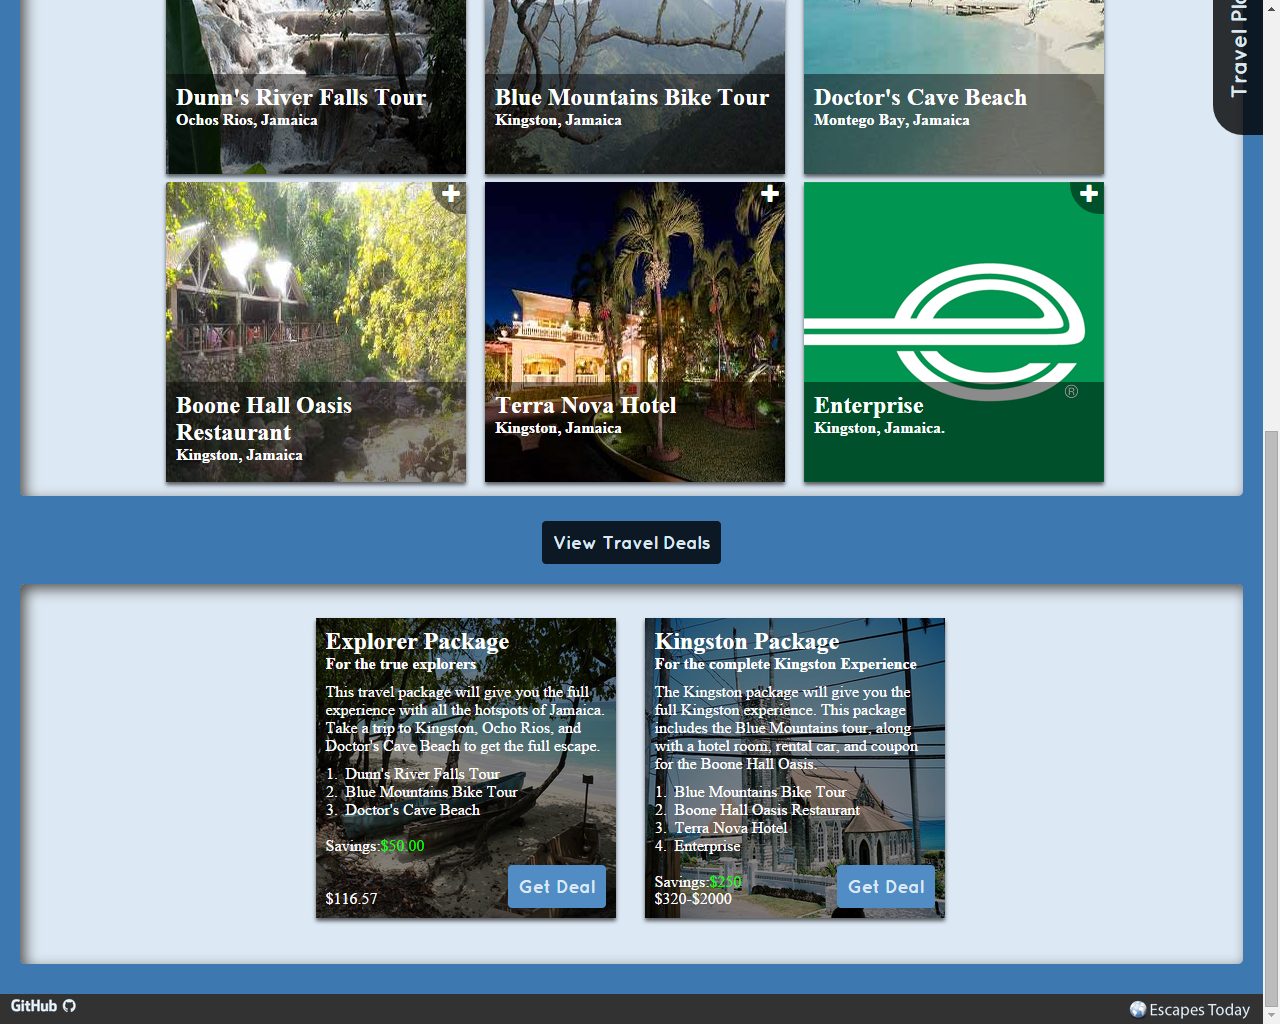 Travel Pl
Dunn's River Falls Tour
Ochos Rios, Jamaica
Blue Mountains Bike Tour
Kingston, Jamaica
Doctor's Cave Beach
Montego Bay, Jamaica
Boone Hall Oasis
Restaurant
Kingston, Jamaica
Terra Nova Hotel
Kingston, Jamaica
®
Enterprise
Kingston, Jamaica.
View Travel Deals
Explorer Package
For the true explorers
This travel package will give you the full
experience with all the hotspots of Jamaica.
Take a trip to Kingston, Ocho Rios, and
Doctor's Cave Beach to get the full escape.
1. Dunn's River Falls Tour
2. Blue Mountains Bike Tour
3. Doctor's Cave Beach
Savings:$50.00
$116.57
Get Deal
Kingston Package
For the complete Kingston Experience
The Kingston package will give you the
full Kingston experience. This package
includes the Blue Mountains tour, along
with a hotel room, rental car, and coupon
for the Boone Hall Oasis.
1. Blue Mountains Bike Tour
2. Boone Hall Oasis Restaurant
3. Terra Nova Hotel
4. Enterprise
Savings:$250
$320-$2000
Get Deal
GitHub
Escapes Today